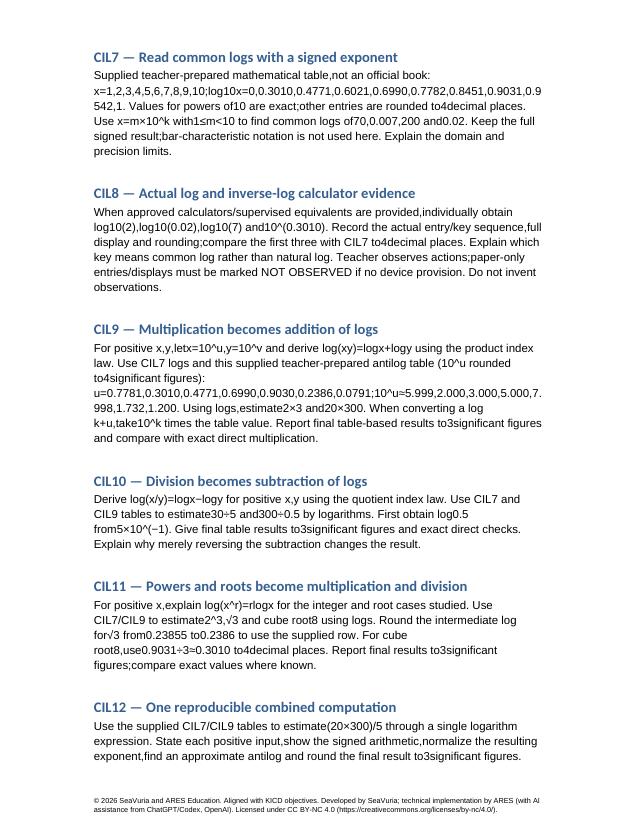 CIL7 — Read common logs with a signed exponent
Supplied teacher-prepared mathematical table,not an official book:
x=1,2,3,4,5,6,7,8,9,10;log10x=0,0.3010,0.4771,0.6021,0.6990,0.7782,0.8451,0.9031,0.9
542,1. Values for powers of10 are exact;other entries are rounded to4decimal places.
Use x=m×10^k with1≤m<10 to find common logs of70,0.007,200 and0.02. Keep the full
signed result;bar-characteristic notation is not used here. Explain the domain and
precision limits.
CIL8 — Actual log and inverse-log calculator evidence
When approved calculators/supervised equivalents are provided,individually obtain
log10(2),log10(0.02),log10(7) and10^(0.3010). Record the actual entry/key sequence,full
display and rounding;compare the first three with CIL7 to4decimal places. Explain which
key means common log rather than natural log. Teacher observes actions;paper-only
entries/displays must be marked NOT OBSERVED if no device provision. Do not invent
observations.
CIL9 — Multiplication becomes addition of logs
For positive x,y,letx=10^u,y=10^v and derive log(xy)=logx+logy using the product index
law. Use CIL7 logs and this supplied teacher-prepared antilog table (10^u rounded
to4significant figures):
u=0.7781,0.3010,0.4771,0.6990,0.9030,0.2386,0.0791;10^u≈5.999,2.000,3.000,5.000,7.
998,1.732,1.200. Using logs,estimate2×3 and20×300. When converting a log
k+u,take10^k times the table value. Report final table-based results to3significant figures
and compare with exact direct multiplication.
CIL10 — Division becomes subtraction of logs
Derive log(x/y)=logx−logy for positive x,y using the quotient index law. Use CIL7 and
CIL9 tables to estimate30÷5 and300÷0.5 by logarithms. First obtain log0.5
from5×10^(−1). Give final table results to3significant figures and exact direct checks.
Explain why merely reversing the subtraction changes the result.
CIL11 — Powers and roots become multiplication and division
For positive x,explain log(x^r)=rlogx for the integer and root cases studied. Use
CIL7/CIL9 to estimate2^3,√3 and cube root8 using logs. Round the intermediate log
for√3 from0.23855 to0.2386 to use the supplied row. For cube
root8,use0.9031÷3≈0.3010 to4decimal places. Report final results to3significant
figures;compare exact values where known.
CIL12 — One reproducible combined computation
Use the supplied CIL7/CIL9 tables to estimate(20×300)/5 through a single logarithm
expression. State each positive input,show the signed arithmetic,normalize the resulting
exponent,find an approximate antilog and round the final result to3significant figures.
© 2026 SeaVuria and ARES Education. Aligned with KICD objectives. Developed by SeaVuria; technical implementation by ARES (with AI
assistance from ChatGPT/Codex, OpenAI). Licensed under CC BY-NC 4.0 (https://creativecommons.org/licenses/by-nc/4.0/).